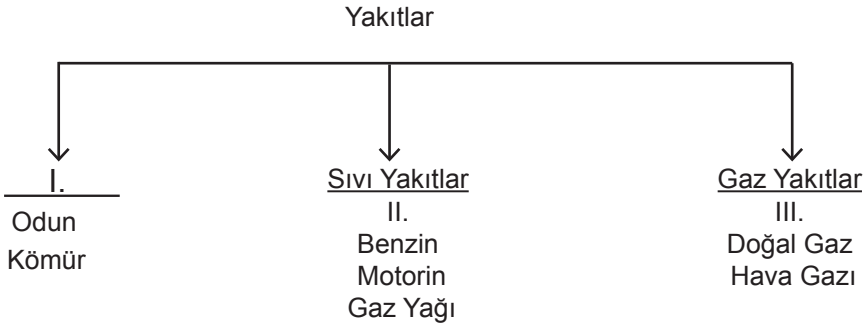 Yakıtlar
I.
Odun
Kömür
Sıvı Yakıtlar
II.
Benzin
Motorin
Gaz Yağı
Gaz Yakıtlar
III.
Doğal Gaz
Hava Gazı